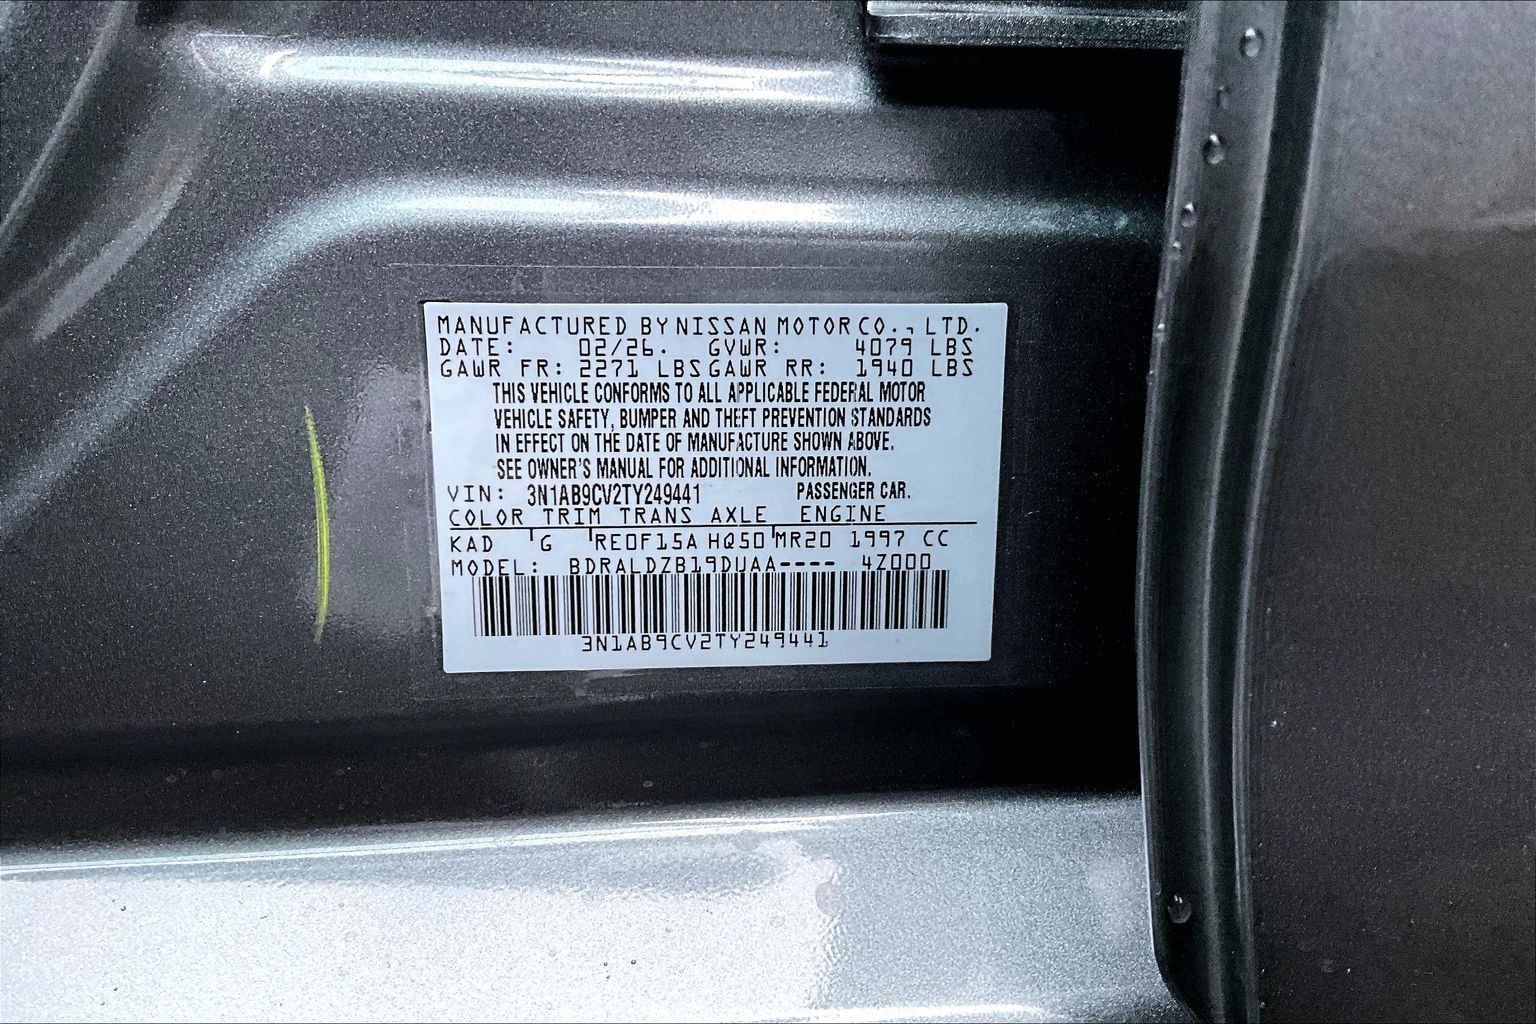 MANUFACTURED BY NISSAN MOTOR CO., LTD.
DATE: 02/26. GVWR: 4079 LBS
GAWR FR: 2271 LBS GAWR RR: 1940 LBS
THIS VEHICLE CONFORMS TO ALL APPLICABLE FEDERAL MOTOR
VEHICLE SAFETY, BUMPER AND THEFT PREVENTION STANDARDS
IN EFFECT ON THE DATE OF MANUFACTURE SHOWN ABOVE.
SEE OWNER'S MANUAL FOR ADDITIONAL INFORMATION.
VIN: 3N1AB9CV2TY249441 PASSENGER CAR.
COLOR TRIM TRANS AXLE ENGINE
KAD G RE0F15A HQ50 MR20 1997 CC
MODEL: BDRALDZB19DUAA---- 4Z000
3N1AB9CV2TY249441